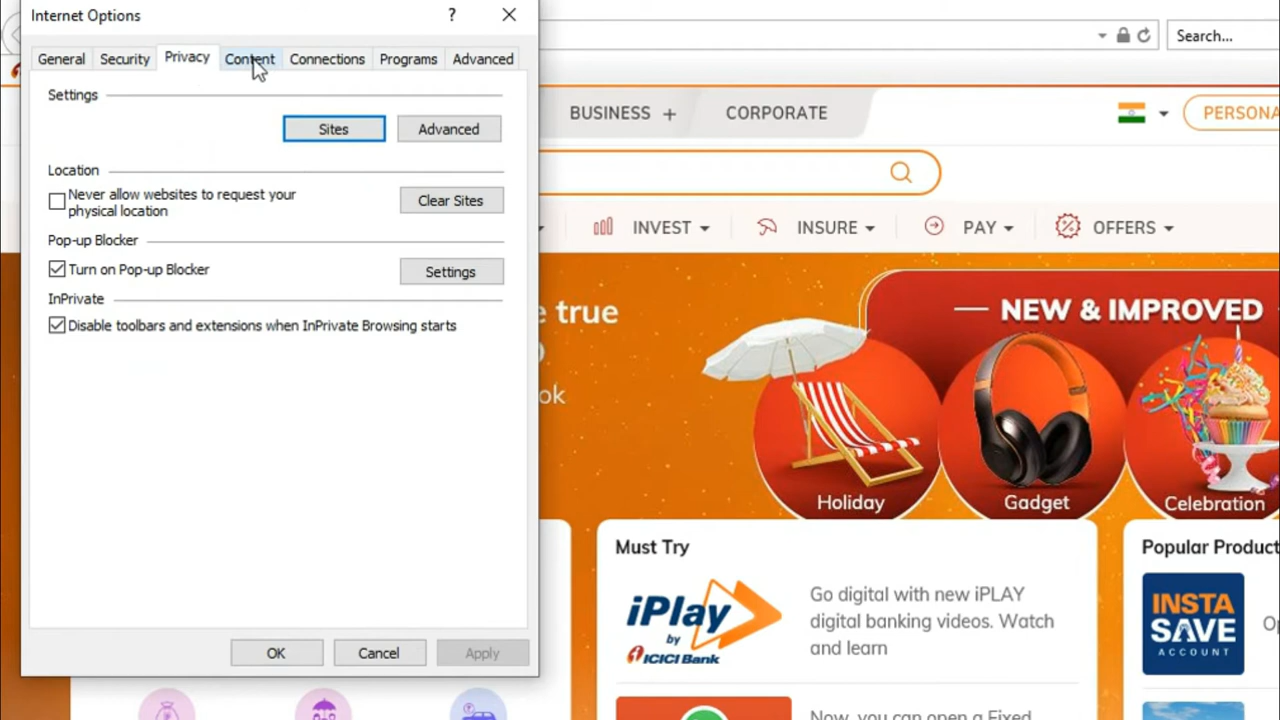 Internet Options
?
Search...
General
Security
Privacy
Content
Connections
Programs
Advanced
Settings
Sites
Advanced
Location
Never allow websites to request your
physical location
Clear Sites
Pop-up Blocker
Turn on Pop-up Blocker
Settings
InPrivate
Disable toolbars and extensions when InPrivate Browsing starts
OK
Cancel
Apply
BUSINESS +
CORPORATE
PERSONA
INVEST
INSURE
PAY
OFFERS
e true
ok
NEW & IMPROVED
Holiday
Gadget
Celebration
Must Try
iPlay
by
ICICI Bank
Go digital with new iPLAY
digital banking videos. Watch
and learn
Now, you can open a Fixed
Popular Product
INSTA
SAVE
ACCOUNT